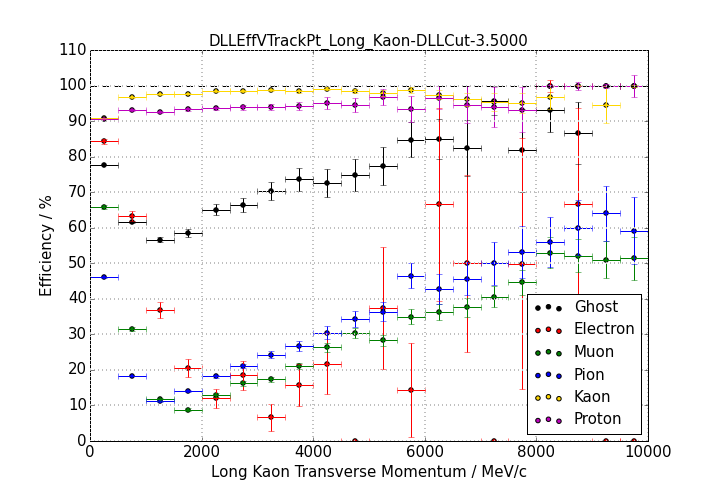 DLLEffVTrackPt_Long_Kaon-DLLCut-3.5000
110
100
90
80
70
60
50
40
30
20
10
0
Efficiency / %
Ghost
Electron
Muon
Pion
Kaon
Proton
0 2000 4000 6000 8000 10000
Long Kaon Transverse Momentum / MeV/c